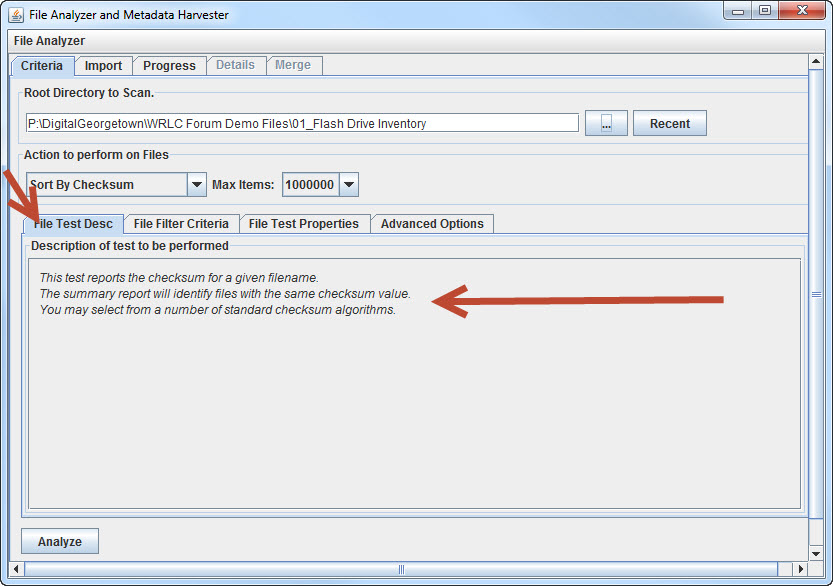 File Analyzer and Metadata Harvester
File Analyzer
Criteria Import Progress Details Merge
Root Directory to Scan.
P:\DigitalGeorgetown\WRLC Forum Demo Files\01_Flash Drive Inventory ... Recent
Action to perform on Files
Sort By Checksum Max Items: 1000000
File Test Desc File Filter Criteria File Test Properties Advanced Options
Description of test to be performed
This test reports the checksum for a given filename.
The summary report will identify files with the same checksum value.
You may select from a number of standard checksum algorithms.
Analyze